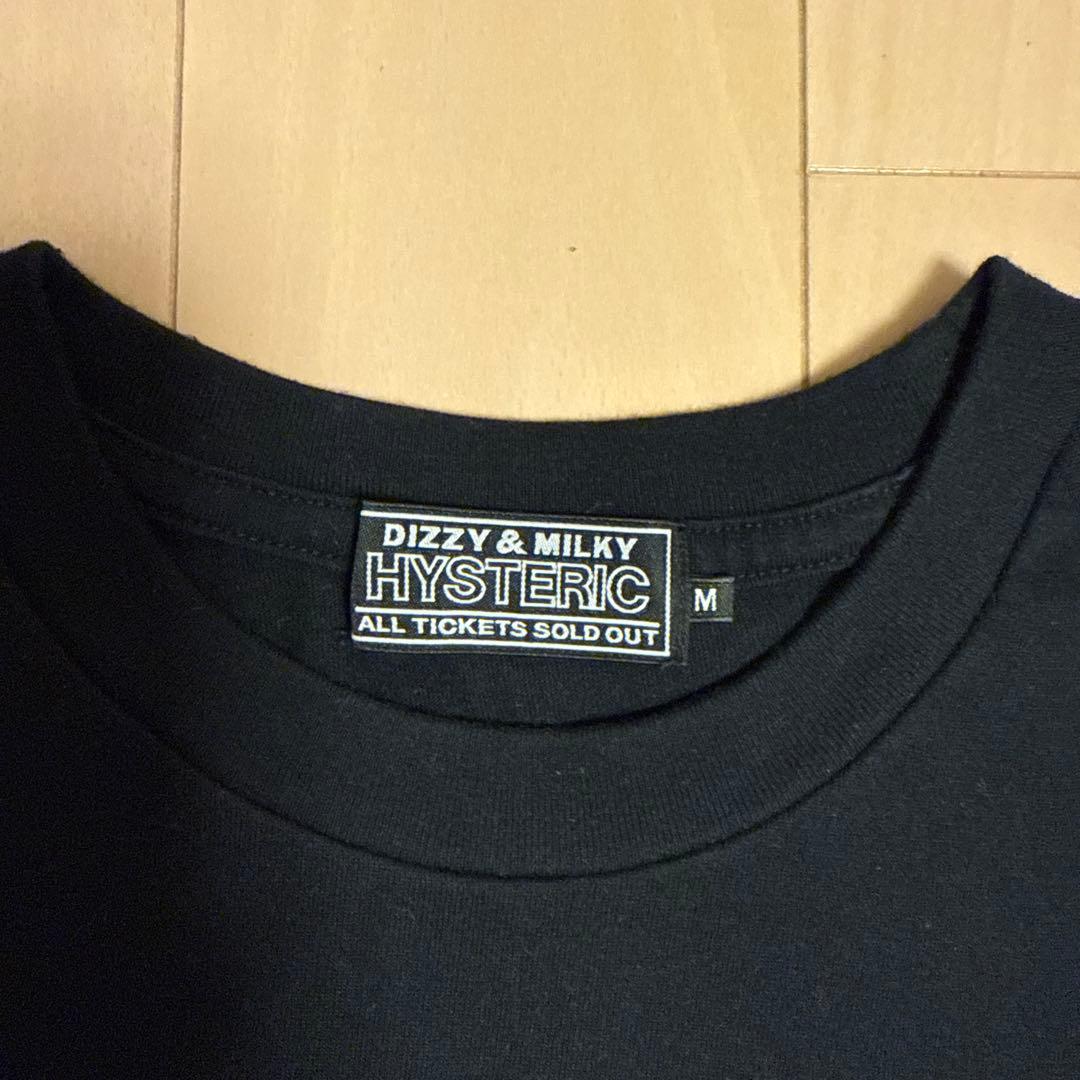 DIZZY & MILKY
HYSTERIC
ALL TICKETS SOLD OUT
M